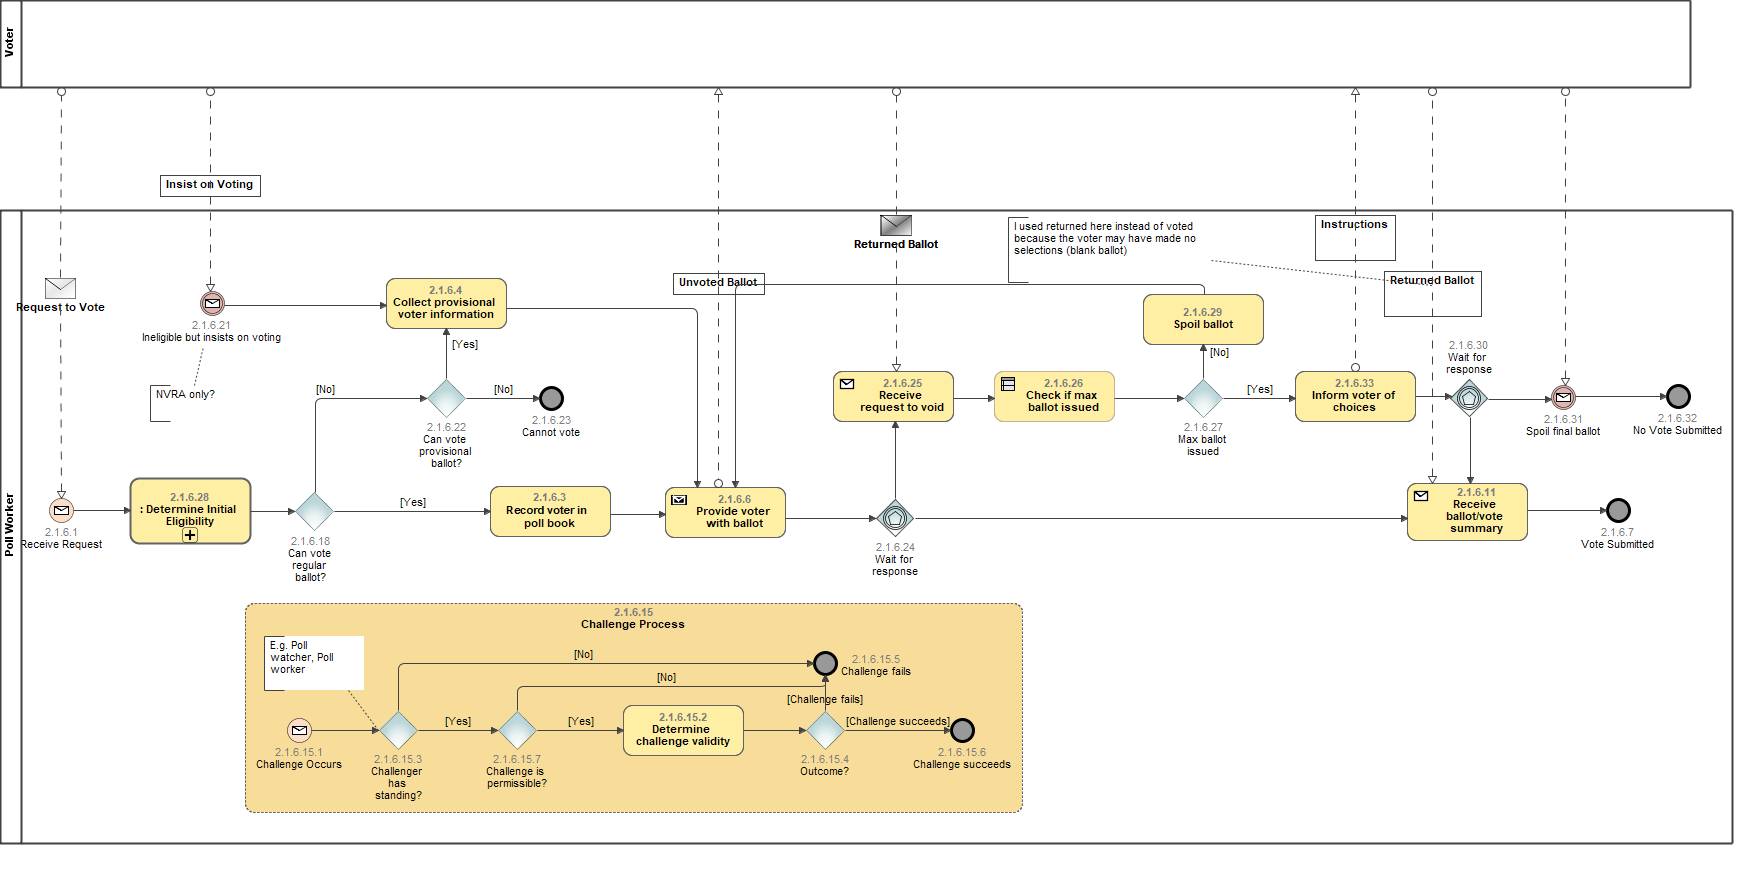 Voter
Insist on Voting
Poll Worker
Request to Vote
2.1.6.21
Ineligible but insists on voting
NVRA only?
2.1.6.4
Collect provisional
voter information
[Yes]
[No]
[No]
2.1.6.22
Can vote
provisional
ballot?
2.1.6.23
Cannot vote
Unvoted Ballot
Returned Ballot
I used returned here instead of voted
because the voter may have made no
selections (blank ballot)
Instructions
Returned Ballot
2.1.6.29
Spoil ballot
[No]
2.1.6.25
Receive
request to void
2.1.6.26
Check if max
ballot issued
2.1.6.27
Max ballot
issued
[Yes]
2.1.6.33
Inform voter of
choices
2.1.6.30
Wait for
response
2.1.6.31
Spoil final ballot
2.1.6.32
No Vote Submitted
2.1.6.1
Receive Request
2.1.6.28
: Determine Initial
Eligibility
2.1.6.18
Can vote
regular
ballot?
[Yes]
2.1.6.3
Record voter in
poll book
2.1.6.6
Provide voter
with ballot
2.1.6.24
Wait for
response
2.1.6.11
Receive
ballot/vote
summary
2.1.6.7
Vote Submitted
2.1.6.15
Challenge Process
E.g. Poll
watcher, Poll
worker
[No]
[No]
2.1.6.15.5
Challenge fails
[Challenge fails]
2.1.6.15.1
Challenge Occurs
2.1.6.15.3
Challenger
has
standing?
[Yes]
2.1.6.15.7
Challenge is
permissible?
[Yes]
2.1.6.15.2
Determine
challenge validity
2.1.6.15.4
Outcome?
[Challenge succeeds]
2.1.6.15.6
Challenge succeeds